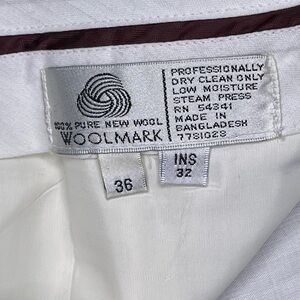 100% PURE NEW WOOL
WOOLMARK
PROFESSIONALLY
DRY CLEAN ONLY
LOW MOISTURE
STEAM PRESS
RN 54341
MADE IN
BANGLADESH
7731023
36
INS
32